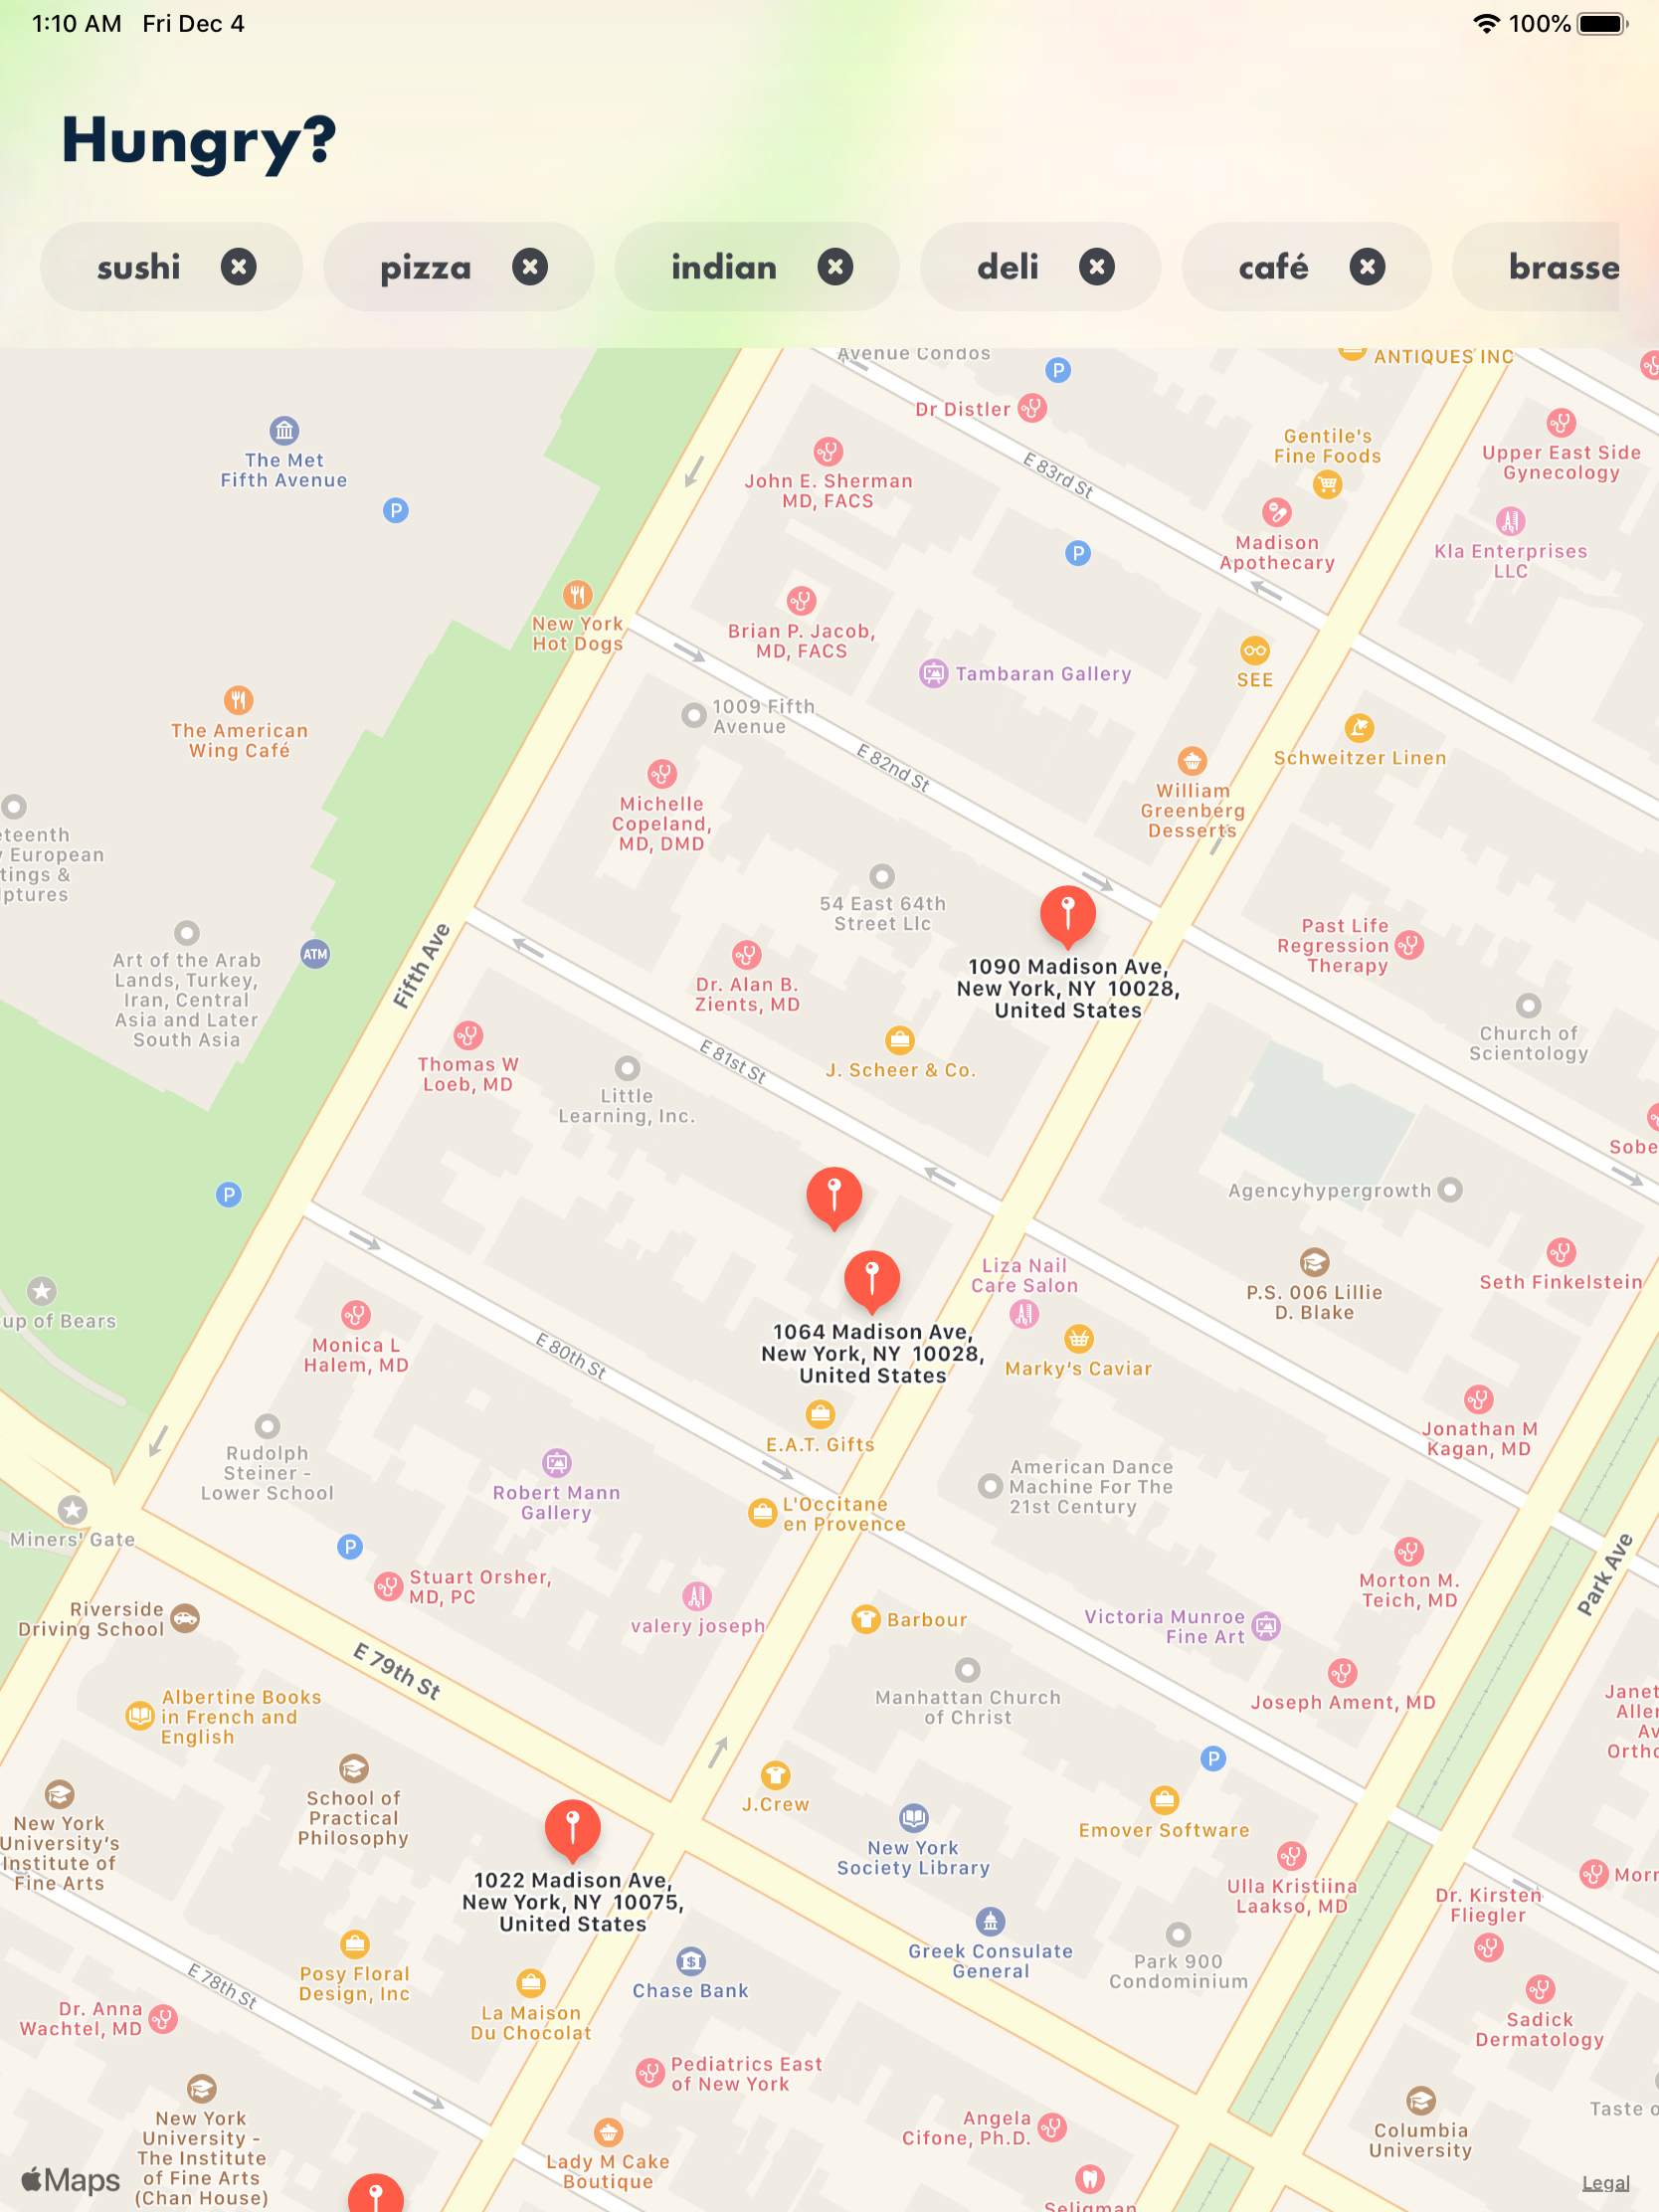 1:10 AM Fri Dec 4
100%
Hungry?
sushi
pizza
indian
deli
café
brasse
Avenue Condos
P
ANTIQUES INC
Dr Distler
The Met
Fifth Avenue
P
John E. Sherman
MD, FACS
E 83rd St
Gentile's
Fine Foods
Upper East Side
Gynecology
Madison
Apothecary
Kla Enterprises
LLC
P
New York
Hot Dogs
Brian P. Jacob,
MD, FACS
Tambaran Gallery
SEE
The American
Wing Café
1009 Fifth
Avenue
E 82nd St
Schweitzer Linen
William
Greenberg
Desserts
Michelle
Copeland,
MD, DMD
eteenth
y European
tings &
lptures
54 East 64th
Street Llc
Past Life
Regression
Therapy
Art of the Arab
Lands, Turkey,
Iran, Central
Asia and Later
South Asia
ATM
Fifth Ave
Dr. Alan B.
Zients, MD
1090 Madison Ave,
New York, NY 10028,
United States
Church of
Scientology
Thomas W
Loeb, MD
E 81st St
J. Scheer & Co.
Little
Learning, Inc.
Sobe
P
Agencyhypergrowth
up of Bears
Liza Nail
Care Salon
P.S. 006 Lillie
D. Blake
Seth Finkelstein
Monica L
Halem, MD
E 80th St
1064 Madison Ave,
New York, NY 10028,
United States
Marky's Caviar
E.A.T. Gifts
Jonathan M
Kagan, MD
Rudolph
Steiner -
Lower School
Robert Mann
Gallery
American Dance
Machine For The
21st Century
L'Occitane
en Provence
Miners' Gate
P
Stuart Orsher,
MD, PC
Morton M.
Teich, MD
Park Ave
Riverside
Driving School
valery joseph
Barbour
Victoria Munroe
Fine Art
E 79th St
Manhattan Church
of Christ
Joseph Ament, MD
Janet
Aller
Av
Ortho
Albertine Books
in French and
English
P
School of
Practical
Philosophy
J.Crew
New York
University's
Institute of
Fine Arts
Emover Software
New York
Society Library
1022 Madison Ave,
New York, NY 10075,
United States
Ulla Kristiina
Laakso, MD
Morr
Dr. Kirsten
Fliegler
Greek Consulate
General
Park 900
Condominium
E 78th St
Posy Floral
Design, Inc
Chase Bank
Dr. Anna
Wachtel, MD
La Maison
Du Chocolat
Sadick
Dermatology
Pediatrics East
of New York
Taste o
New York
University -
The Institute
of Fine Arts
(Chan House)
Angela
Cifone, Ph.D.
Columbia
University
Lady M Cake
Boutique
Maps
Seligman
Legal